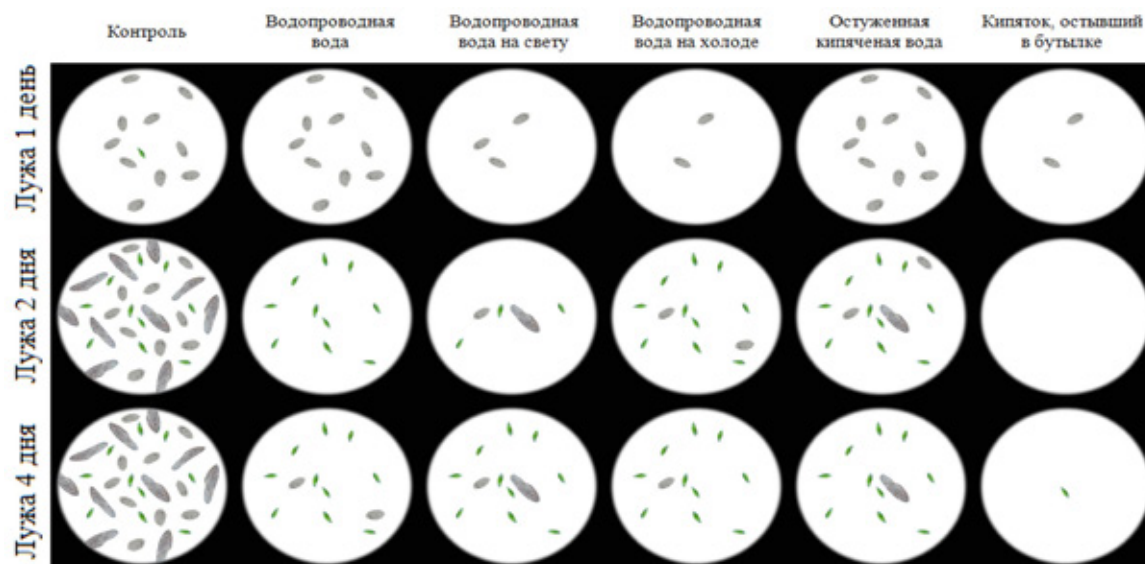 Контроль
Водопроводная
вода
Водопроводная
вода на свету
Водопроводная
вода на холоде
Остуженная
кипяченая вода
Кипяток, остывший
в бутылке
Лужа 1 день
Лужа 2 дня
Лужа 4 дня